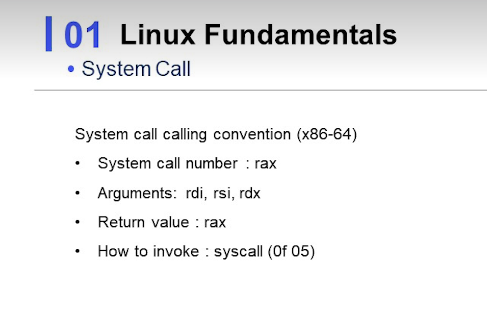 01 Linux Fundamentals
• System Call
System call calling convention (x86-64)
• System call number : rax
• Arguments: rdi, rsi, rdx
• Return value : rax
• How to invoke : syscall (0f 05)